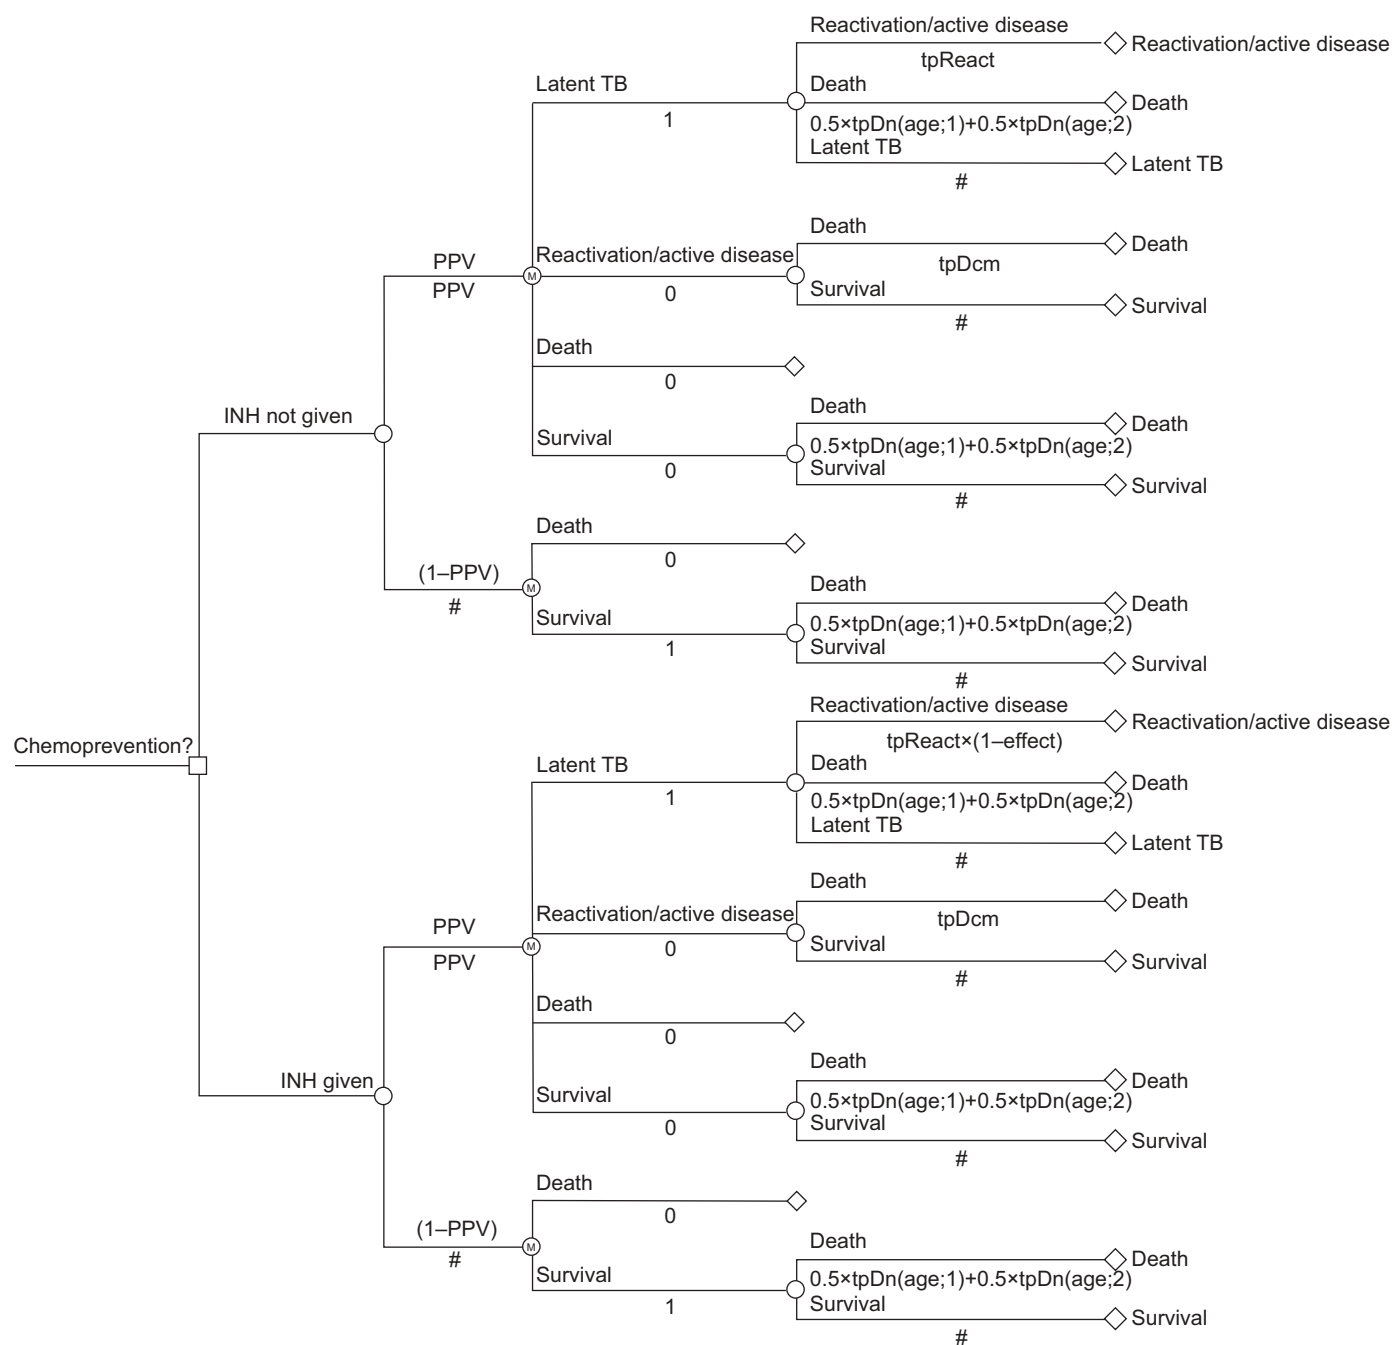 Reactivation/active disease
Reactivation/active disease
tpReact
Latent TB
Death
Death
1
0.5×tpDn(age;1)+0.5×tpDn(age;2)
Latent TB
Latent TB
#
Death
Death
PPV
Reactivation/active disease
tpDcm
M
PPV
0
Survival
Survival
#
Death
0
INH not given
Death
Death
Survival
0.5×tpDn(age;1)+0.5×tpDn(age;2)
0
Survival
Survival
#
Death
0
(1–PPV)
M
Death
#
Death
Survival
0.5×tpDn(age;1)+0.5×tpDn(age;2)
1
Survival
Survival
#
Reactivation/active disease
Reactivation/active disease
Chemoprevention?
tpReact×(1–effect)
Latent TB
Death
Death
1
0.5×tpDn(age;1)+0.5×tpDn(age;2)
Latent TB
Latent TB
#
Death
Death
PPV
Reactivation/active disease
tpDcm
M
PPV
0
Survival
Survival
#
Death
0
INH given
Death
Death
Survival
0.5×tpDn(age;1)+0.5×tpDn(age;2)
0
Survival
Survival
#
Death
0
(1–PPV)
M
#
Death
Death
Survival
0.5×tpDn(age;1)+0.5×tpDn(age;2)
1
Survival
Survival
#